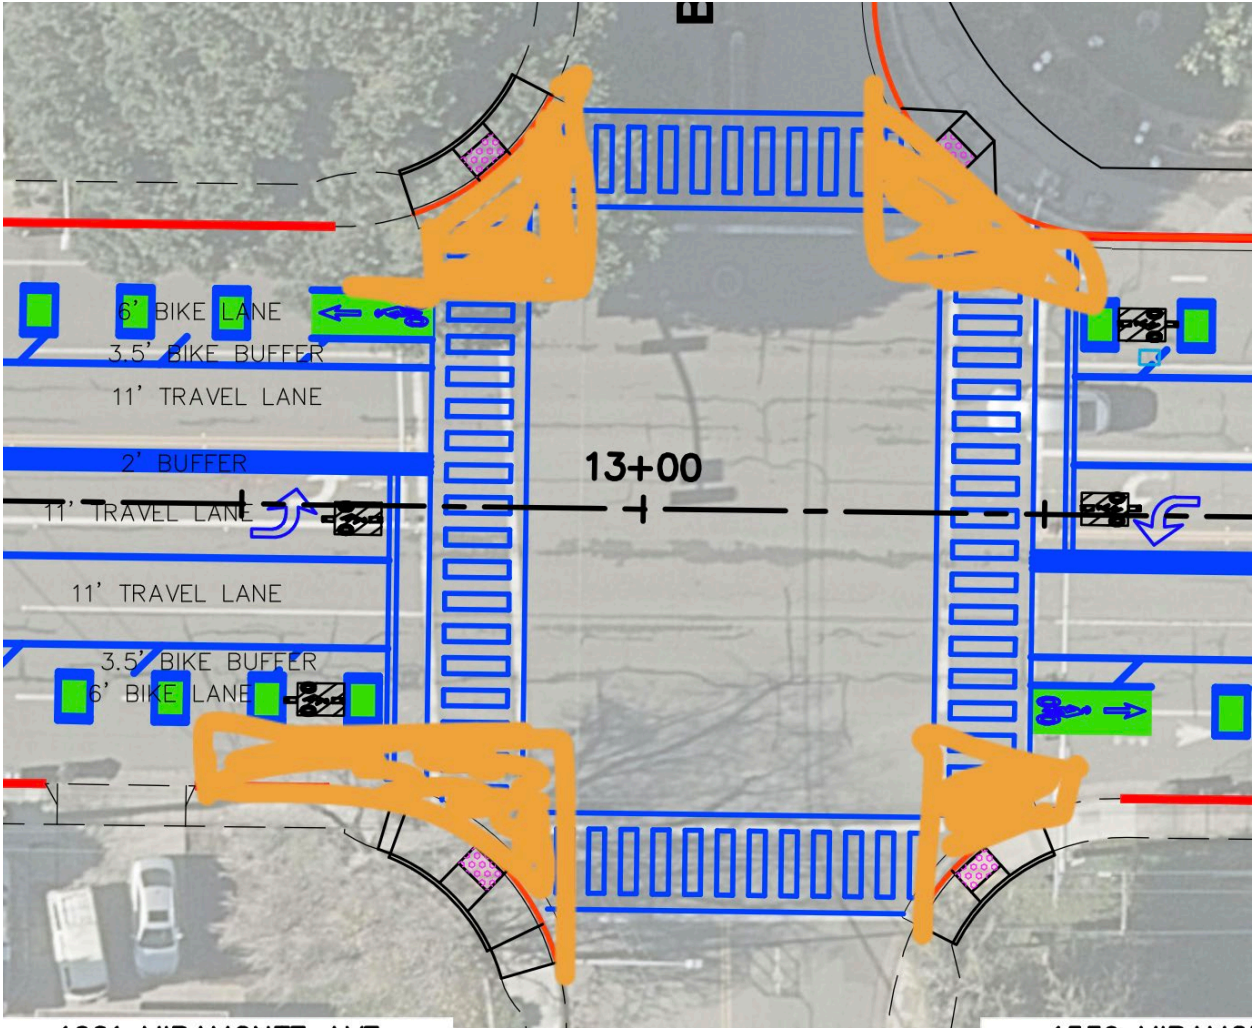 B
6' BIKE LANE
3.5' BIKE BUFFER
11' TRAVEL LANE
2' BUFFER
13+00
11' TRAVEL LANE
11' TRAVEL LANE
3.5' BIKE BUFFER
6' BIKE LANE